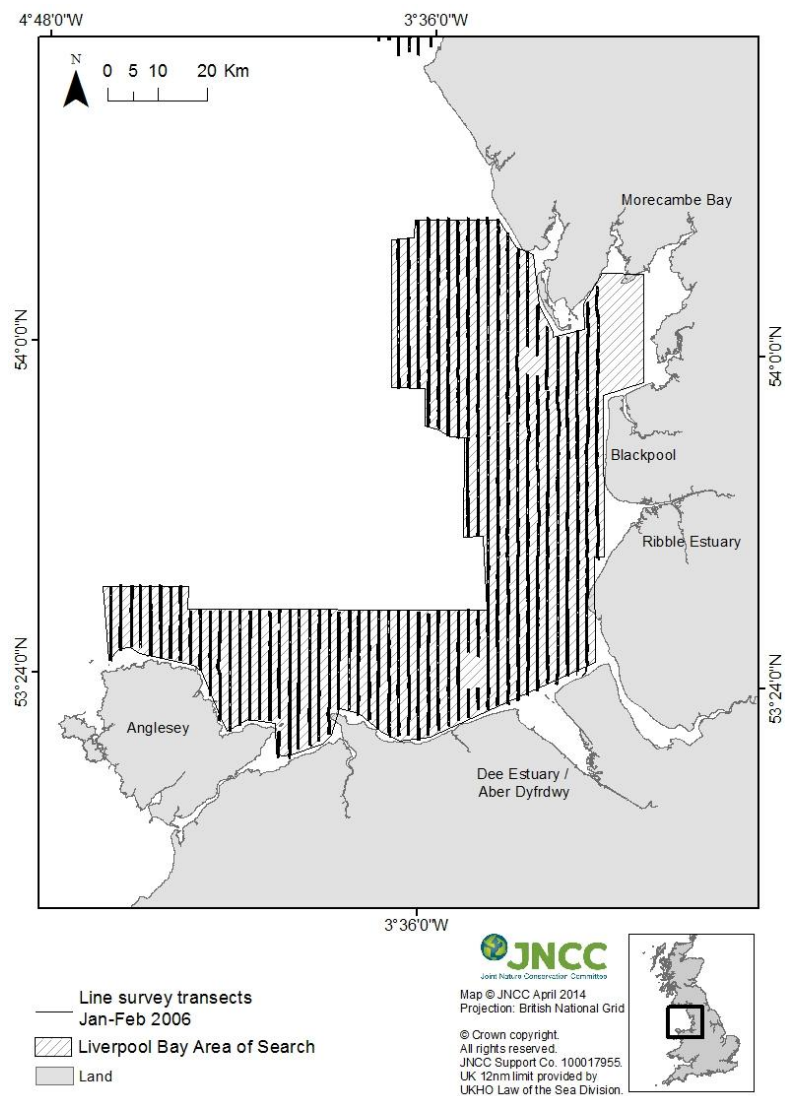 4°48'0"W
3°36'0"W
N
0 5 10 20 Km
Morecambe Bay
54°0'0"N
54°0'0"N
Blackpool
Ribble Estuary
53°24'0"N
53°24'0"N
Anglesey
Dee Estuary /
Aber Dyfrdwy
3°36'0"W
JNCC
Joint Nature Conservation Committee
Line survey transects
Jan-Feb 2006
Liverpool Bay Area of Search
Land
Map © JNCC April 2014
Projection: British National Grid
© Crown copyright.
All rights reserved.
JNCC Support Co. 100017955.
UK 12nm limit provided by
UKHO Law of the Sea Division.